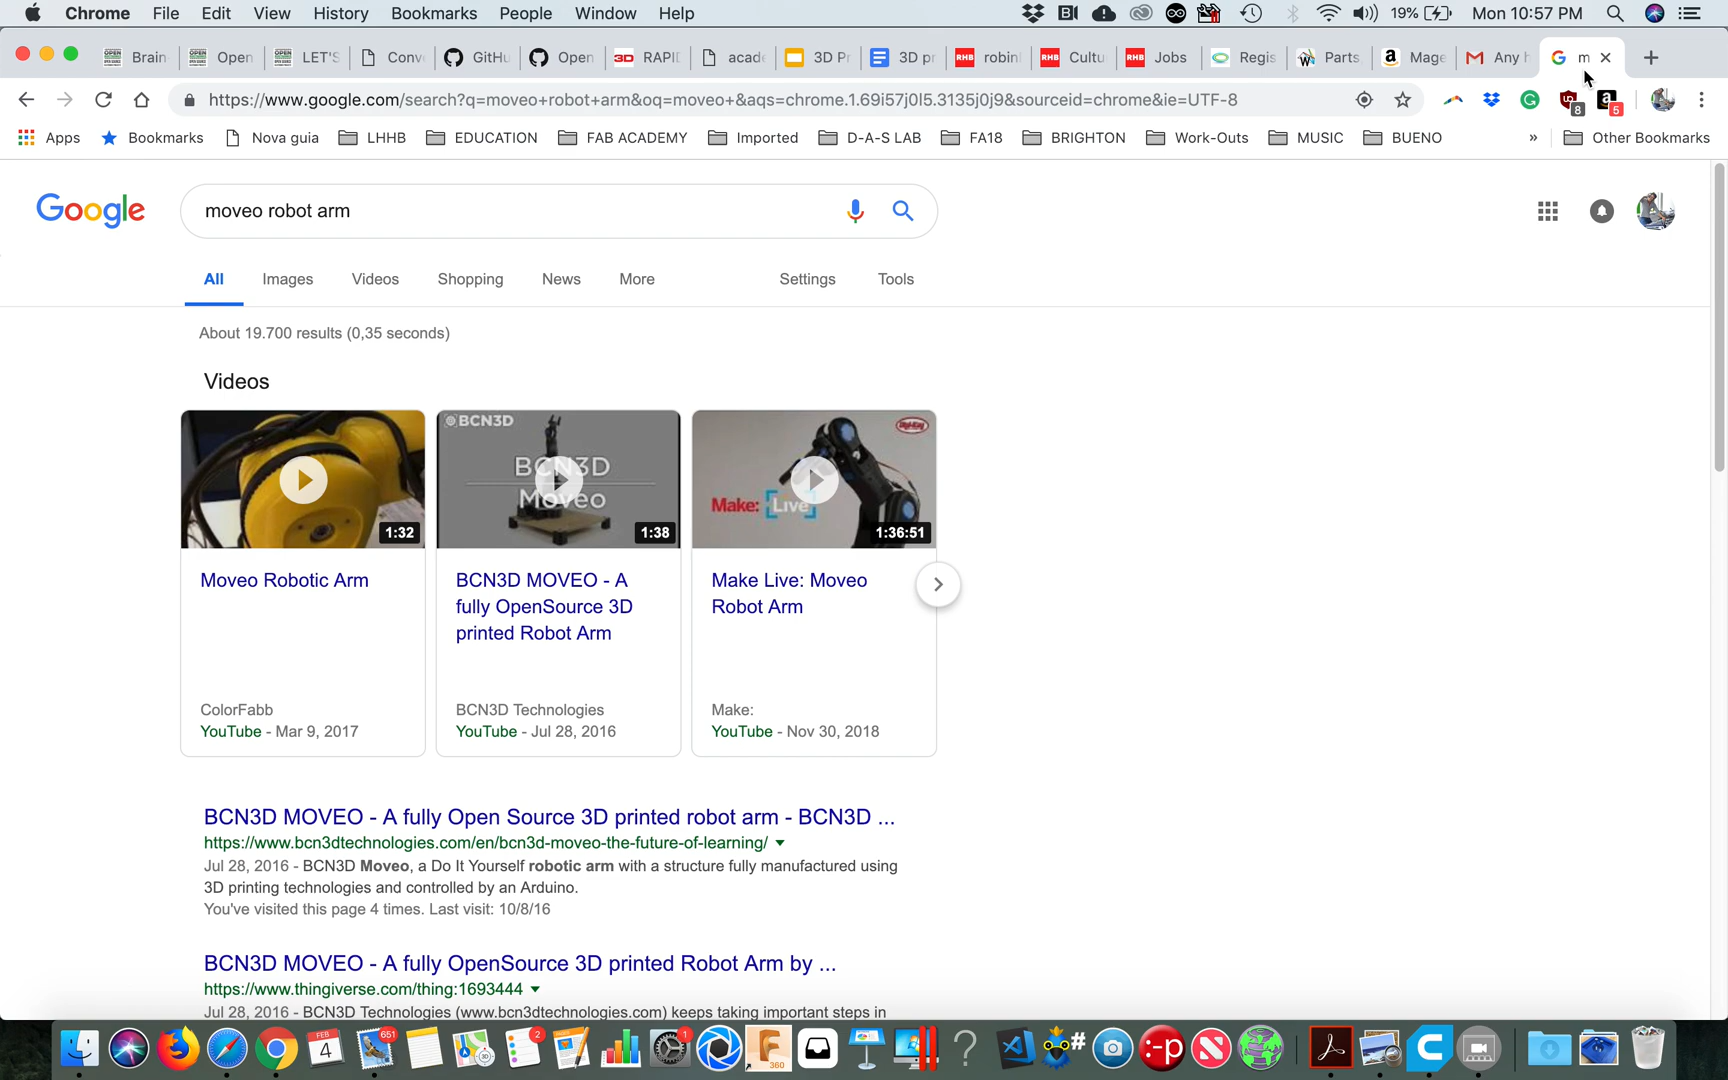 Chrome File Edit View History Bookmarks People Window Help 19% Mon 10:57 PM
Brain Open LET'S Conv GitHu Open RAPI acad 3D Pr 3D pr robin Cultu Jobs Regis Parts Mage Any h m
https://www.google.com/search?q=moveo+robot+arm&oq=moveo+&aqs=chrome.1.69i57j0l5.3135j0j9&sourceid=chrome&ie=UTF-8 8 5
Apps Bookmarks Nova guia LHHB EDUCATION FAB ACADEMY Imported D-A-S LAB FA18 BRIGHTON Work-Outs MUSIC BUENO » Other Bookmarks
Google moveo robot arm
All Images Videos Shopping News More Settings Tools
About 19.700 results (0,35 seconds)
Videos
BCN3D
BCN3D
Moveo
Make: Live
Digi-Key
1:32 1:38 1:36:51
Moveo Robotic Arm
ColorFabb
YouTube - Mar 9, 2017
BCN3D MOVEO - A
fully OpenSource 3D
printed Robot Arm
BCN3D Technologies
YouTube - Jul 28, 2016
Make Live: Moveo
Robot Arm
Make:
YouTube - Nov 30, 2018
BCN3D MOVEO - A fully Open Source 3D printed robot arm - BCN3D ...
https://www.bcn3dtechnologies.com/en/bcn3d-moveo-the-future-of-learning/
Jul 28, 2016 - BCN3D Moveo, a Do It Yourself robotic arm with a structure fully manufactured using
3D printing technologies and controlled by an Arduino.
You've visited this page 4 times. Last visit: 10/8/16
BCN3D MOVEO - A fully OpenSource 3D printed Robot Arm by ...
https://www.thingiverse.com/thing:1693444
Jul 28, 2016 - BCN3D Technologies (www.bcn3dtechnologies.com) keeps taking important steps in
FEB 4 651 2 1 360 ? # :-p